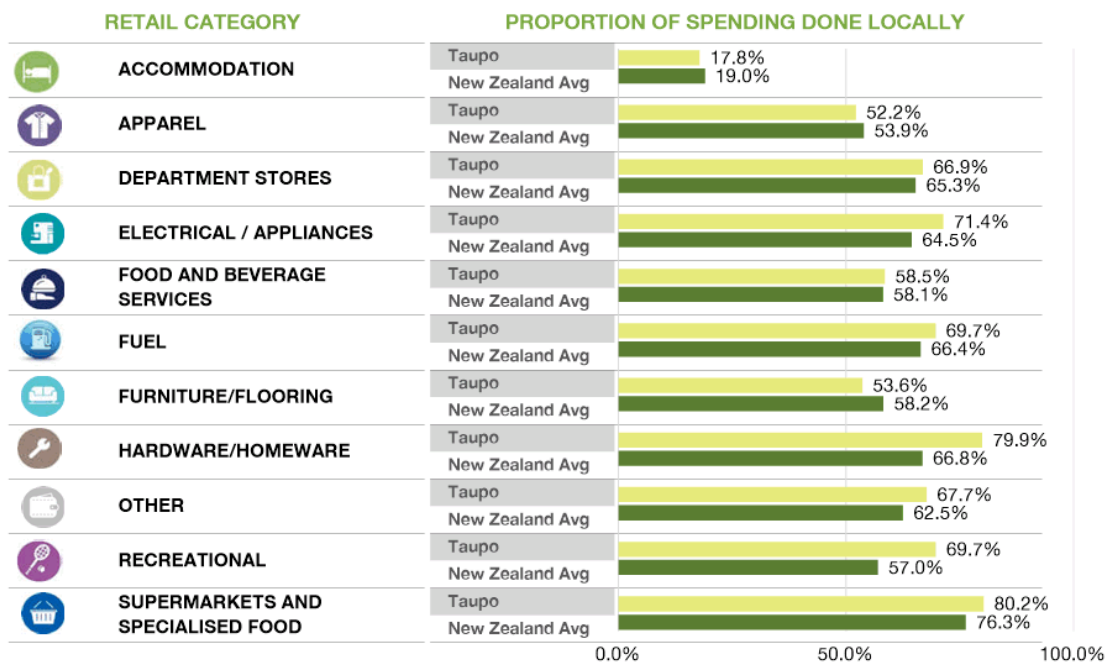 RETAIL CATEGORY
PROPORTION OF SPENDING DONE LOCALLY
ACCOMMODATION
Taupo
17.8%
New Zealand Avg
19.0%
APPAREL
Taupo
52.2%
New Zealand Avg
53.9%
DEPARTMENT STORES
Taupo
66.9%
New Zealand Avg
65.3%
ELECTRICAL / APPLIANCES
Taupo
71.4%
New Zealand Avg
64.5%
FOOD AND BEVERAGE
SERVICES
Taupo
58.5%
New Zealand Avg
58.1%
FUEL
Taupo
69.7%
New Zealand Avg
66.4%
FURNITURE/FLOORING
Taupo
53.6%
New Zealand Avg
58.2%
HARDWARE/HOMEWARE
Taupo
79.9%
New Zealand Avg
66.8%
OTHER
Taupo
67.7%
New Zealand Avg
62.5%
RECREATIONAL
Taupo
69.7%
New Zealand Avg
57.0%
SUPERMARKETS AND
SPECIALISED FOOD
Taupo
80.2%
New Zealand Avg
76.3%
0.0%
50.0%
100.0%